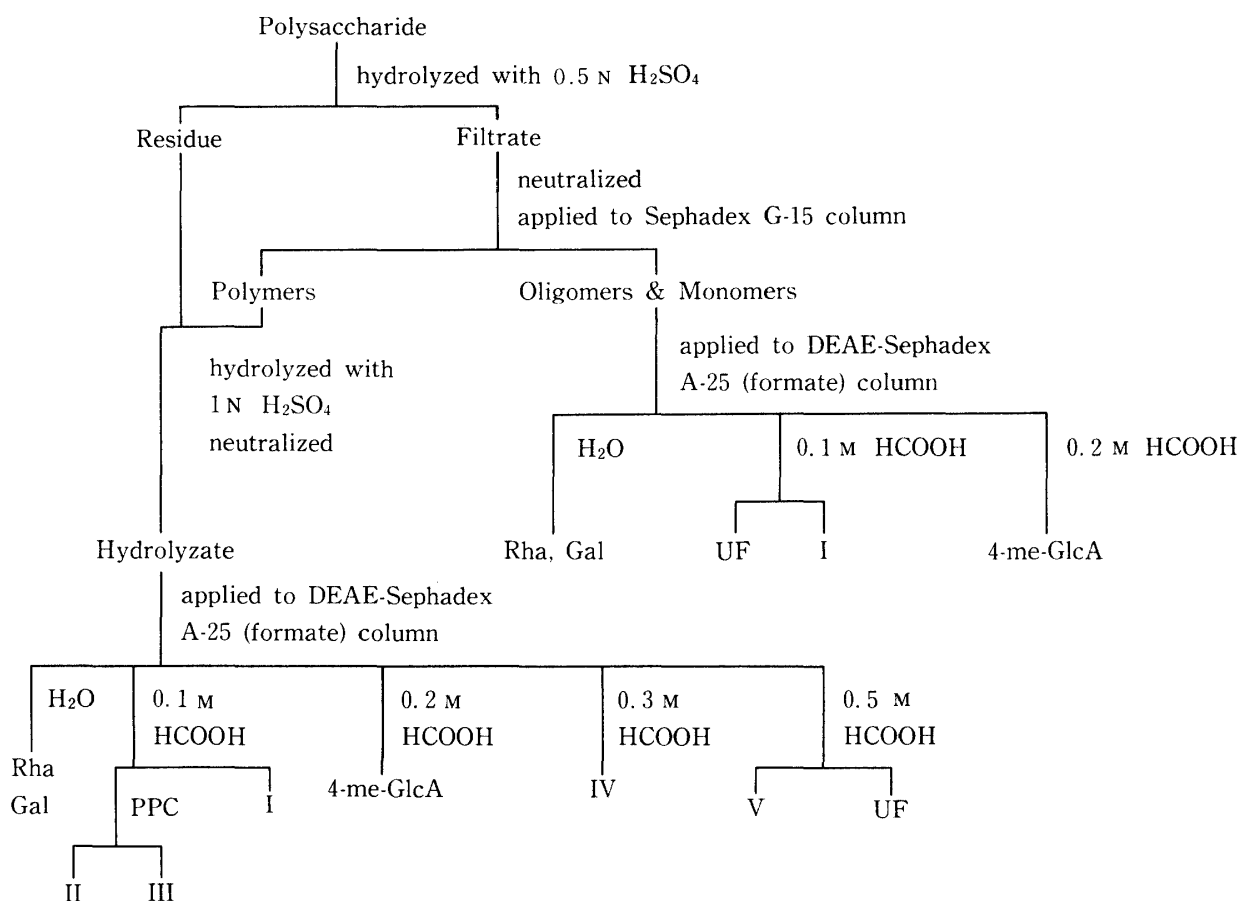 Polysaccharide
hydrolyzed with 0.5 N H₂SO₄
Residue
Filtrate
neutralized
applied to Sephadex G-15 column
Polymers
Oligomers & Monomers
hydrolyzed with
1N H₂SO₄
neutralized
applied to DEAE-Sephadex
A-25 (formate) column
H₂O
0.1 M HCOOH
0.2 M HCOOH
Hydrolyzate
Rha, Gal
UF
I
4-me-GlcA
applied to DEAE-Sephadex
A-25 (formate) column
H₂O
0.1 M
HCOOH
0.2 M
HCOOH
0.3 M
HCOOH
0.5 M
HCOOH
Rha
Gal
PPC
I
4-me-GlcA
IV
V
UF
II
III